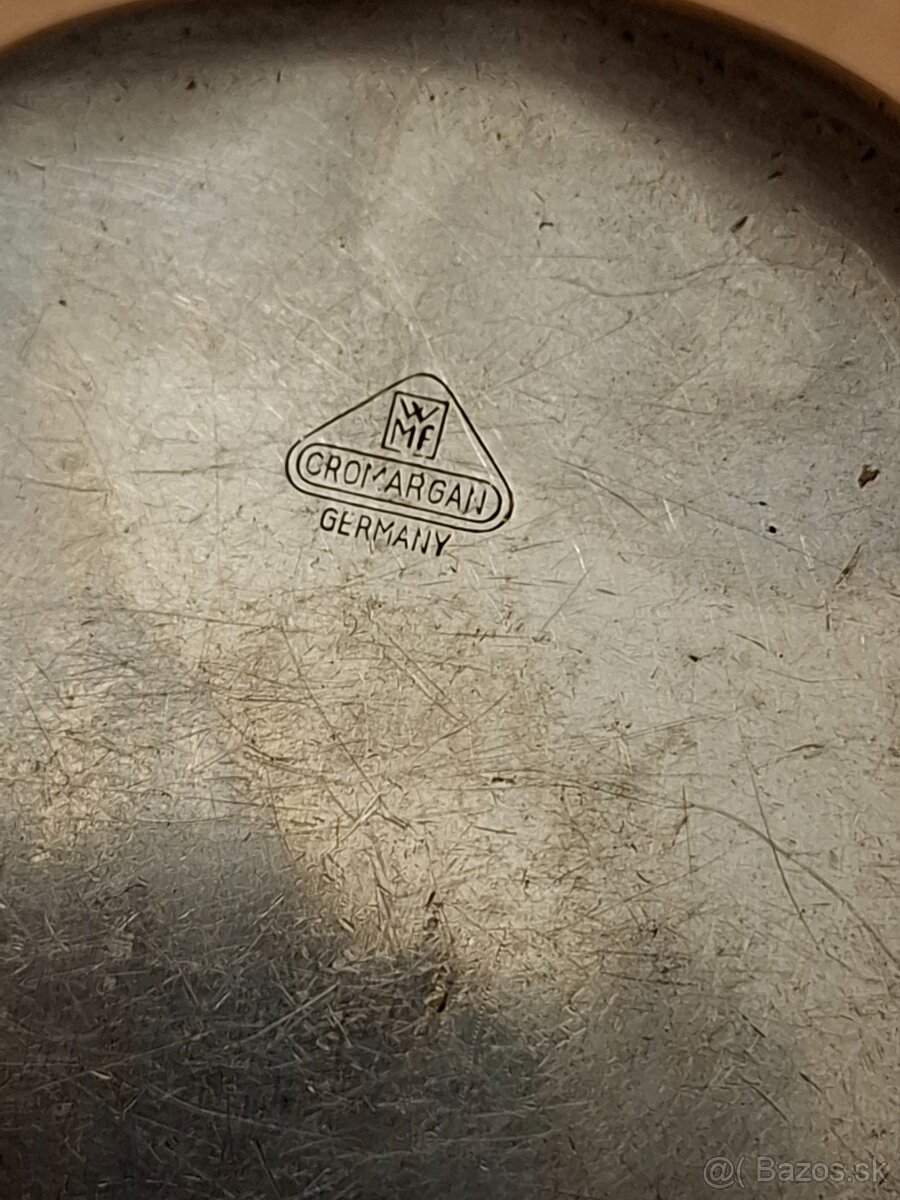 WMF
CROMARGAN
GERMANY
@( Bazos.sk